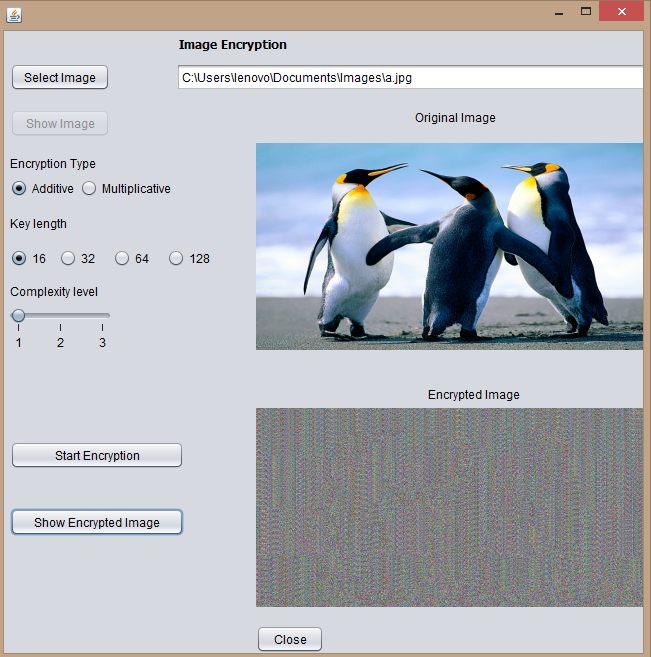 Image Encryption
Select Image
C:\Users\lenovo\Documents\Images\a.jpg
Show Image
Original Image
Encryption Type
Additive Multiplicative
Key length
16 32 64 128
Complexity level
1 2 3
Encrypted Image
Start Encryption
Show Encrypted Image
Close